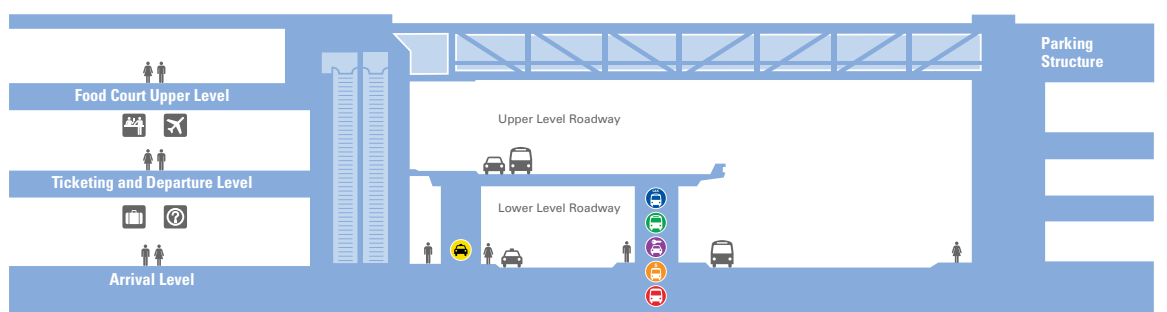 Parking
Structure
Food Court Upper Level
Upper Level Roadway
Ticketing and Departure Level
Lower Level Roadway
Arrival Level